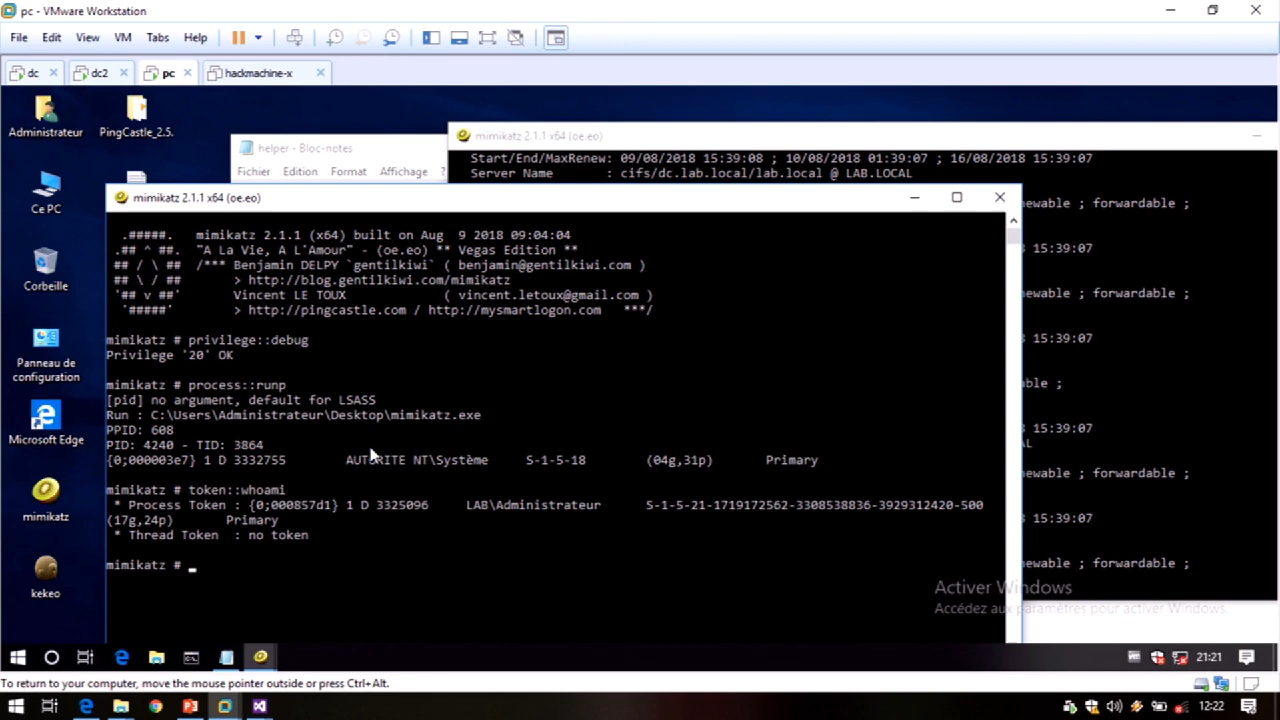 pc - VMware Workstation
File Edit View VM Tabs Help
dc dc2 pc hackmachine-x
Administrateur PingCastle_2.5.
helper - Bloc-notes
Fichier Edition Format Affichage ?
mimikatz 2.1.1 x64 (oe.eo)
Start/End/MaxRenew: 09/08/2018 15:39:08 ; 10/08/2018 01:39:07 ; 16/08/2018 15:39:07
Server Name : cifs/dc.lab.local/lab.local @ LAB.LOCAL
ewable ; forwardable ;
15:39:07
ewable ; forwardable ;
15:39:07
able ;
15:39:07
AL
15:39:07
newable ; forwardable ;
mimikatz 2.1.1 x64 (oe.eo)
.#####. mimikatz 2.1.1 (x64) built on Aug 9 2018 09:04:04
.## ^ ##. "A La Vie, A L'Amour" - (oe.eo) ** Vegas Edition **
## / \ ## /*** Benjamin DELPY `gentilkiwi` ( benjamin@gentilkiwi.com )
## \ / ## > http://blog.gentilkiwi.com/mimikatz
'## v ##' Vincent LE TOUX ( vincent.letoux@gmail.com )
'#####' > http://pingcastle.com / http://mysmartlogon.com ***/
mimikatz # privilege::debug
Privilege '20' OK
mimikatz # process::runp
[pid] no argument, default for LSASS
Run : C:\Users\Administrateur\Desktop\mimikatz.exe
PPID: 608
PID: 4240 - TID: 3864
{0;000003e7} 1 D 3332755 AUTORITE NT\Système S-1-5-18 (04g,31p) Primary
mimikatz # token::whoami
* Process Token : {0;000857d1} 1 D 3325096 LAB\Administrateur S-1-5-21-1719172562-3308538836-3929312420-500
(17g,24p) Primary
* Thread Token : no token
mimikatz # _
Ce PC
Corbeille
Panneau de
configuration
Microsoft Edge
mimikatz
kekeo
Activer Windows
Accédez aux paramètres pour activer Windows.
21:21
To return to your computer, move the mouse pointer outside or press Ctrl+Alt.
12:22